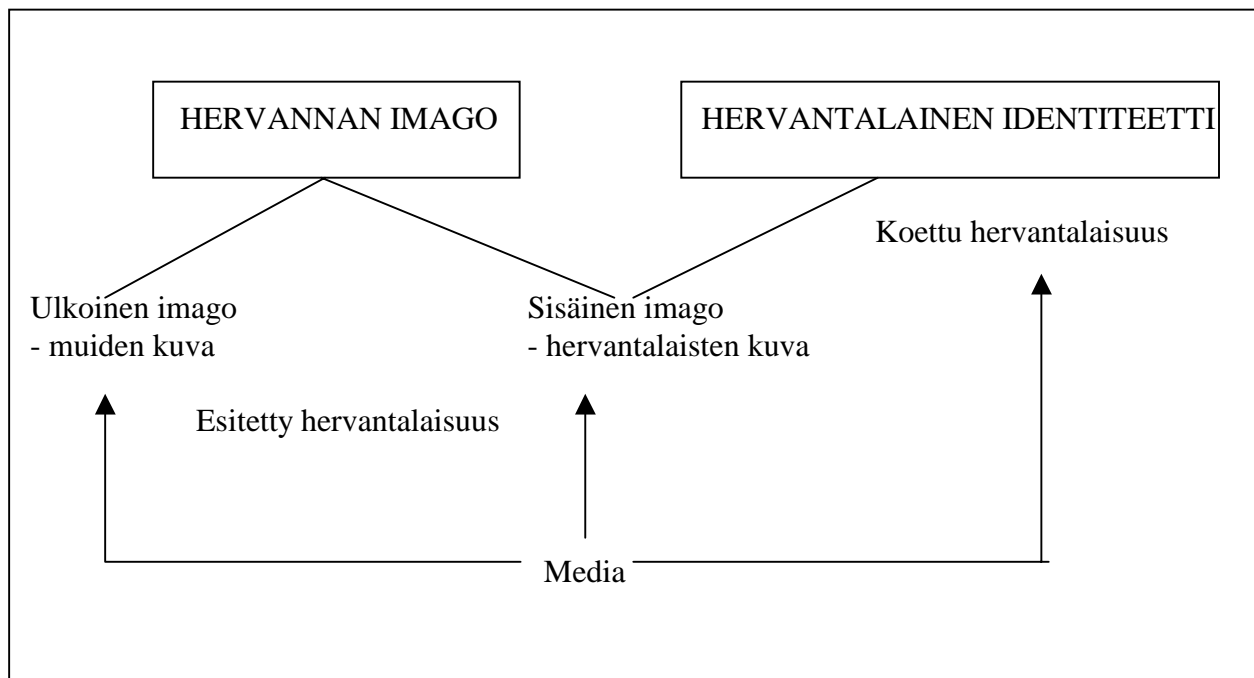 HERVANNAN IMAGO
HERVANTALAINEN IDENTITEETTI
Koettu hervantalaisuus
Ulkoinen imago
- muiden kuva
Sisäinen imago
- hervantalaisten kuva
Esitetty hervantalaisuus
Media